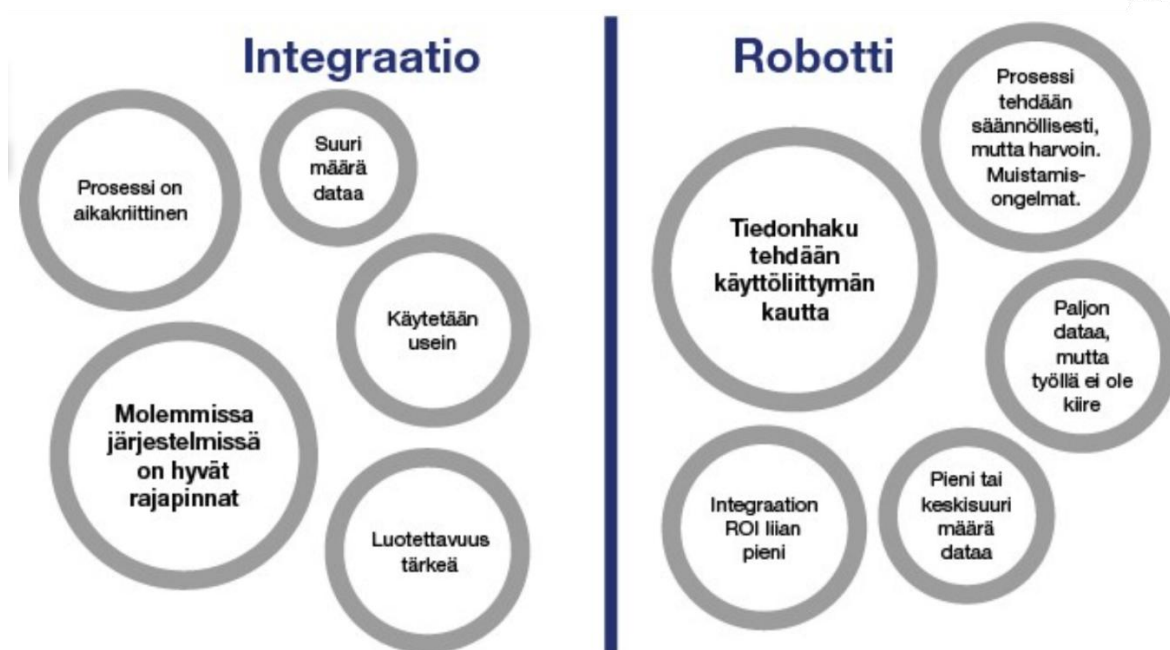 Integraatio
Prosessi on
aikakriittinen
Suuri
määrä
dataa
Käytetään
usein
Molemmissa
järjestelmissä
on hyvät
rajapinnat
Luotettavuus
tärkeä
Robotti
Prosessi
tehdään
säännöllisesti,
mutta harvoin.
Muistamis-
ongelmat.
Tiedonhaku
tehdään
käyttöliittymän
kautta
Paljon
dataa,
mutta
työllä ei ole
kiire
Integraation
ROI liian
pieni
Pieni tai
keskisuuri
määrä
dataa